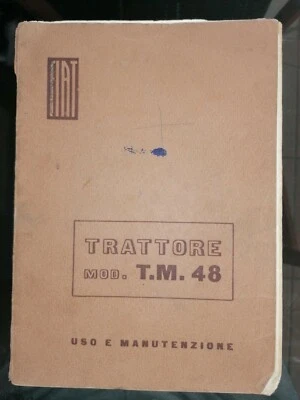 FIAT
TRATTORE
MOD. T.M. 48
USO E MANUTENZIONE